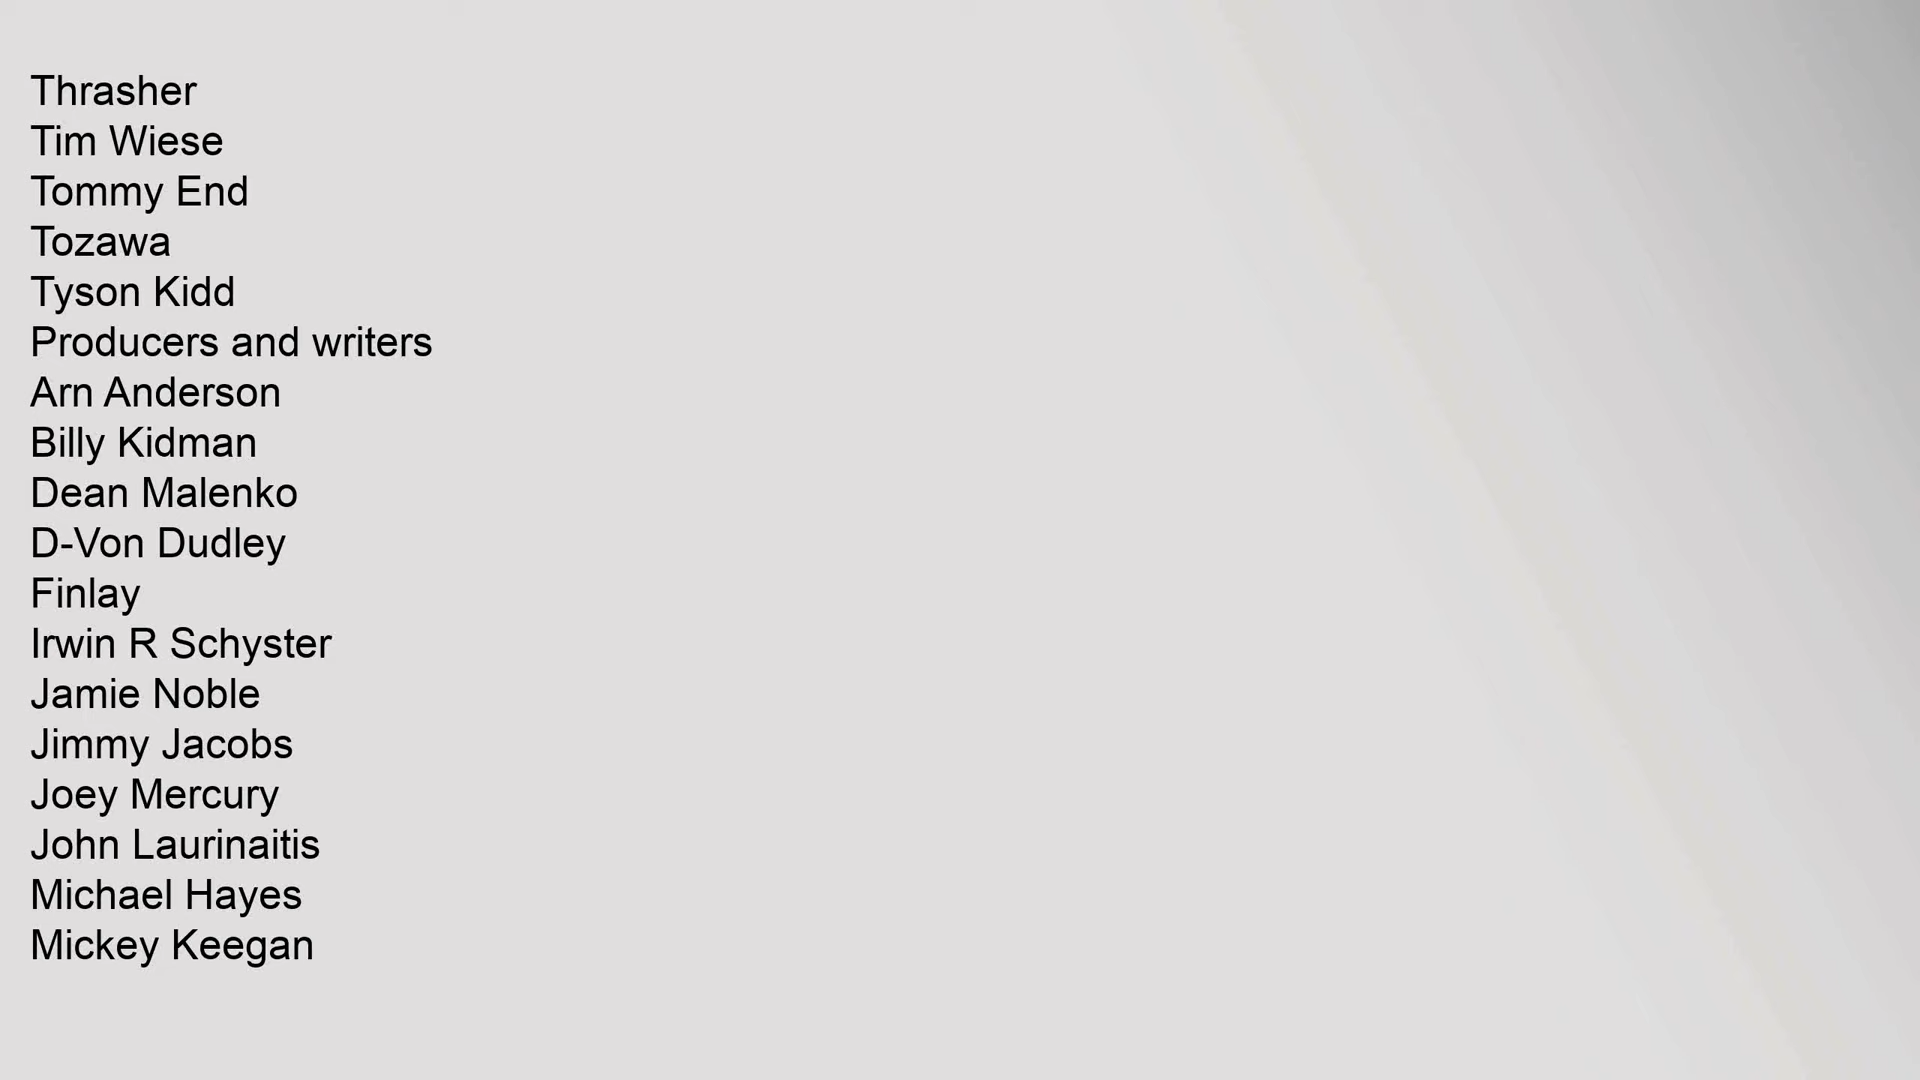 Thrasher
Tim Wiese
Tommy End
Tozawa
Tyson Kidd
Producers and writers
Arn Anderson
Billy Kidman
Dean Malenko
D-Von Dudley
Finlay
Irwin R Schyster
Jamie Noble
Jimmy Jacobs
Joey Mercury
John Laurinaitis
Michael Hayes
Mickey Keegan